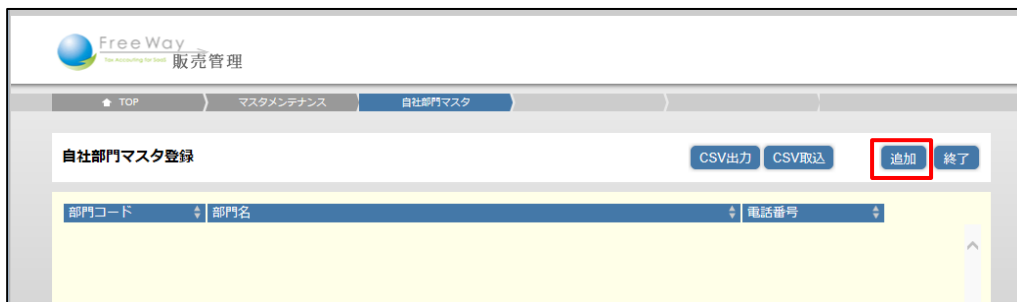 FreeWay
Tax Accounting for SaaS
販売管理
TOP マスタメンテナンス 自社部門マスタ
自社部門マスタ登録 CSV出力 CSV取込 追加 終了
部門コード 部門名 電話番号